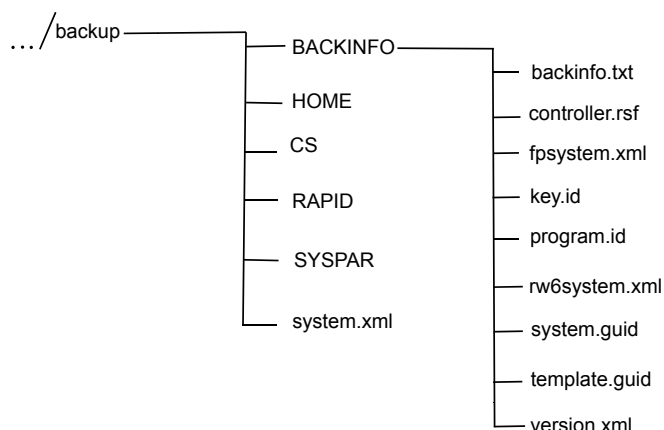 .../backup
BACKINFO
HOME
CS
RAPID
SYSPAR
system.xml
backinfo.txt
controller.rsf
fpsystem.xml
key.id
program.id
rw6system.xml
system.guid
template.guid
version.xml